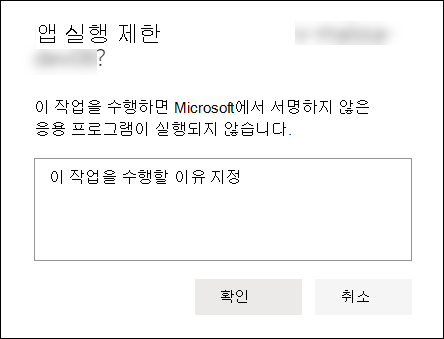 앱 실행 제한
?
이 작업을 수행하면 Microsoft에서 서명하지 않은
응용 프로그램이 실행되지 않습니다.
이 작업을 수행할 이유 지정
확인
취소